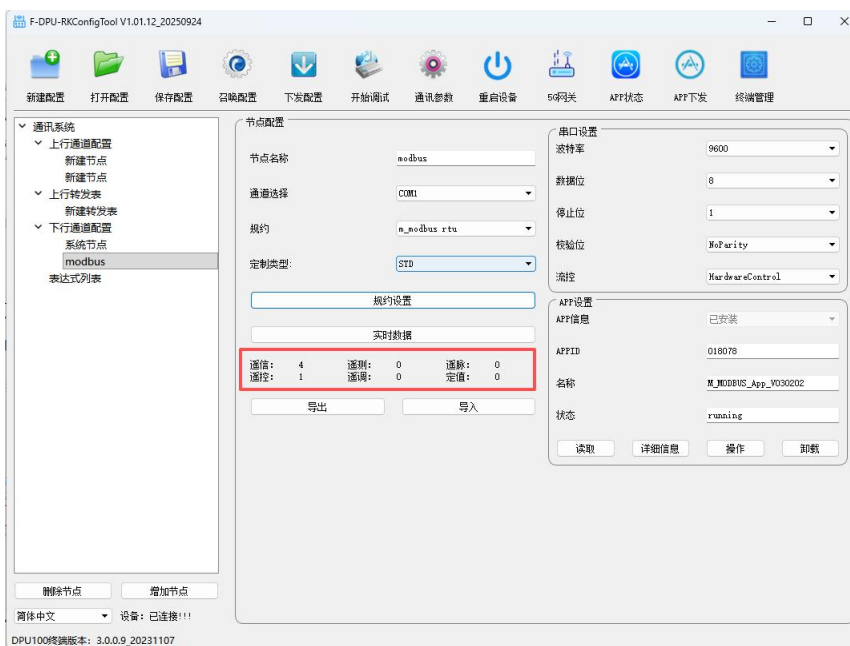 F-DPU-RKConfigTool V1.01.12_20250924
新建配置 打开配置 保存配置 召唤配置 下发配置 开始调试 通讯参数 重启设备 5G网关 APP状态 APP下发 终端管理
通讯系统
上行通道配置
新建节点
新建节点
上行转发表
新建转发表
下行通道配置
系统节点
modbus
表达式列表
删除节点 增加节点
简体中文 设备: 已连接!!!
DPU100终端版本: 3.0.0.9_20231107
节点配置
节点名称 modbus
通道选择 COM1
规约 m_modbus rtu
定制类型: STD
规约设置
实时数据
遥信: 4 遥测: 0 遥脉: 0
遥控: 1 遥调: 0 定值: 0
导出 导入
串口设置
波特率 9600
数据位 8
停止位 1
校验位 NoParity
流控 HardwareControl
APP设置
APP信息 已安装
APPID 018078
名称 M_MODBUS_App_V030202
状态 running
读取 详细信息 操作 卸载